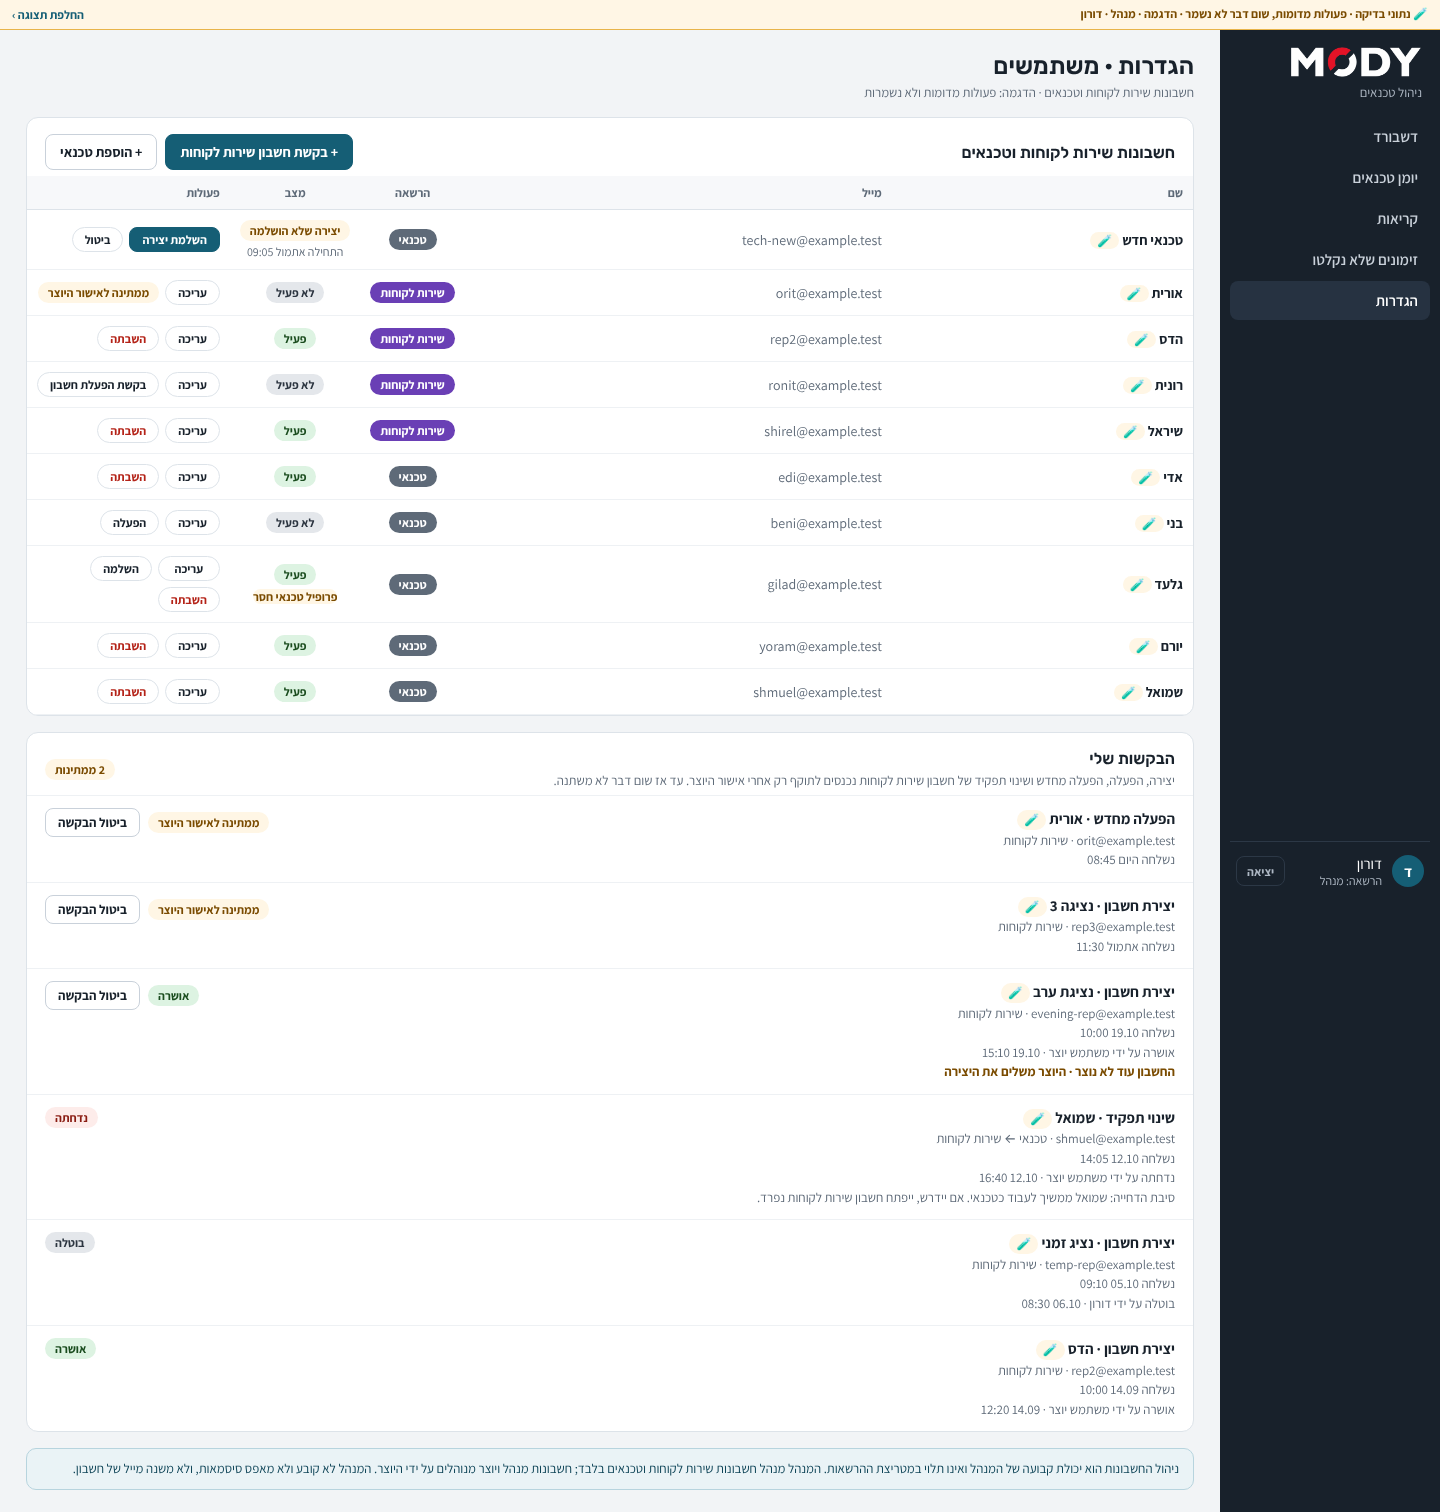 🧪 נתוני בדיקה · פעולות מדומות, שום דבר לא נשמר · הדגמה · מנהל · דורון
החלפת תצוגה ›
MODY
ניהול טכנאים
דשבורד
יומן טכנאים
קריאות
זימונים שלא נקלטו
הגדרות
ד
דורון
הרשאה: מנהל
יציאה
הגדרות • משתמשים
חשבונות שירות לקוחות וטכנאים · הדגמה: פעולות מדומות ולא נשמרות
חשבונות שירות לקוחות וטכנאים
+ בקשת חשבון שירות לקוחות
+ הוספת טכנאי
שם מייל הרשאה מצב פעולות
טכנאי חדש 🧪 tech-new@example.test טכנאי יצירה שלא הושלמה השלמת יצירה ביטול
התחילה אתמול 09:05
אורית 🧪 orit@example.test שירות לקוחות לא פעיל עריכה ממתינה לאישור היוצר
הדס 🧪 rep2@example.test שירות לקוחות פעיל עריכה השבתה
רונית 🧪 ronit@example.test שירות לקוחות לא פעיל עריכה בקשת הפעלת חשבון
שיראל 🧪 shirel@example.test שירות לקוחות פעיל עריכה השבתה
אדי 🧪 edi@example.test טכנאי פעיל עריכה השבתה
בני 🧪 beni@example.test טכנאי לא פעיל עריכה הפעלה
גלעד 🧪 gilad@example.test טכנאי פעיל עריכה השלמה
פרופיל טכנאי חסר השבתה
יורם 🧪 yoram@example.test טכנאי פעיל עריכה השבתה
שמואל 🧪 shmuel@example.test טכנאי פעיל עריכה השבתה
הבקשות שלי
2 ממתינות
יצירה, הפעלה, הפעלה מחדש ושינוי תפקיד של חשבון שירות לקוחות נכנסים לתוקף רק אחרי אישור היוצר. עד אז שום דבר לא משתנה.
הפעלה מחדש · אורית 🧪
ממתינה לאישור היוצר
ביטול הבקשה
orit@example.test · שירות לקוחות
נשלחה היום 08:45
יצירת חשבון · נציגה 3 🧪
ממתינה לאישור היוצר
ביטול הבקשה
rep3@example.test · שירות לקוחות
נשלחה אתמול 11:30
יצירת חשבון · נציגת ערב 🧪
אושרה
ביטול הבקשה
evening-rep@example.test · שירות לקוחות
נשלחה 19.10 10:00
אושרה על ידי משתמש יוצר · 19.10 15:10
החשבון עוד לא נוצר · היוצר משלים את היצירה
שינוי תפקיד · שמואל 🧪
נדחתה
shmuel@example.test · טכנאי ← שירות לקוחות
נשלחה 12.10 14:05
נדחתה על ידי משתמש יוצר · 12.10 16:40
סיבת הדחייה: שמואל ממשיך לעבוד כטכנאי. אם יידרש, ייפתח חשבון שירות לקוחות נפרד.
יצירת חשבון · נציג זמני 🧪
בוטלה
temp-rep@example.test · שירות לקוחות
נשלחה 05.10 09:10
בוטלה על ידי דורון · 06.10 08:30
יצירת חשבון · הדס 🧪
אושרה
rep2@example.test · שירות לקוחות
נשלחה 14.09 10:00
אושרה על ידי משתמש יוצר · 14.09 12:20
ניהול החשבונות הוא יכולת קבועה של המנהל ואינו תלוי במטריצת ההרשאות. המנהל מנהל חשבונות שירות לקוחות וטכנאים בלבד; חשבונות מנהל ויוצר מנוהלים על ידי היוצר. המנהל לא קובע ולא מאפס סיסמאות, ולא משנה מייל של חשבון.